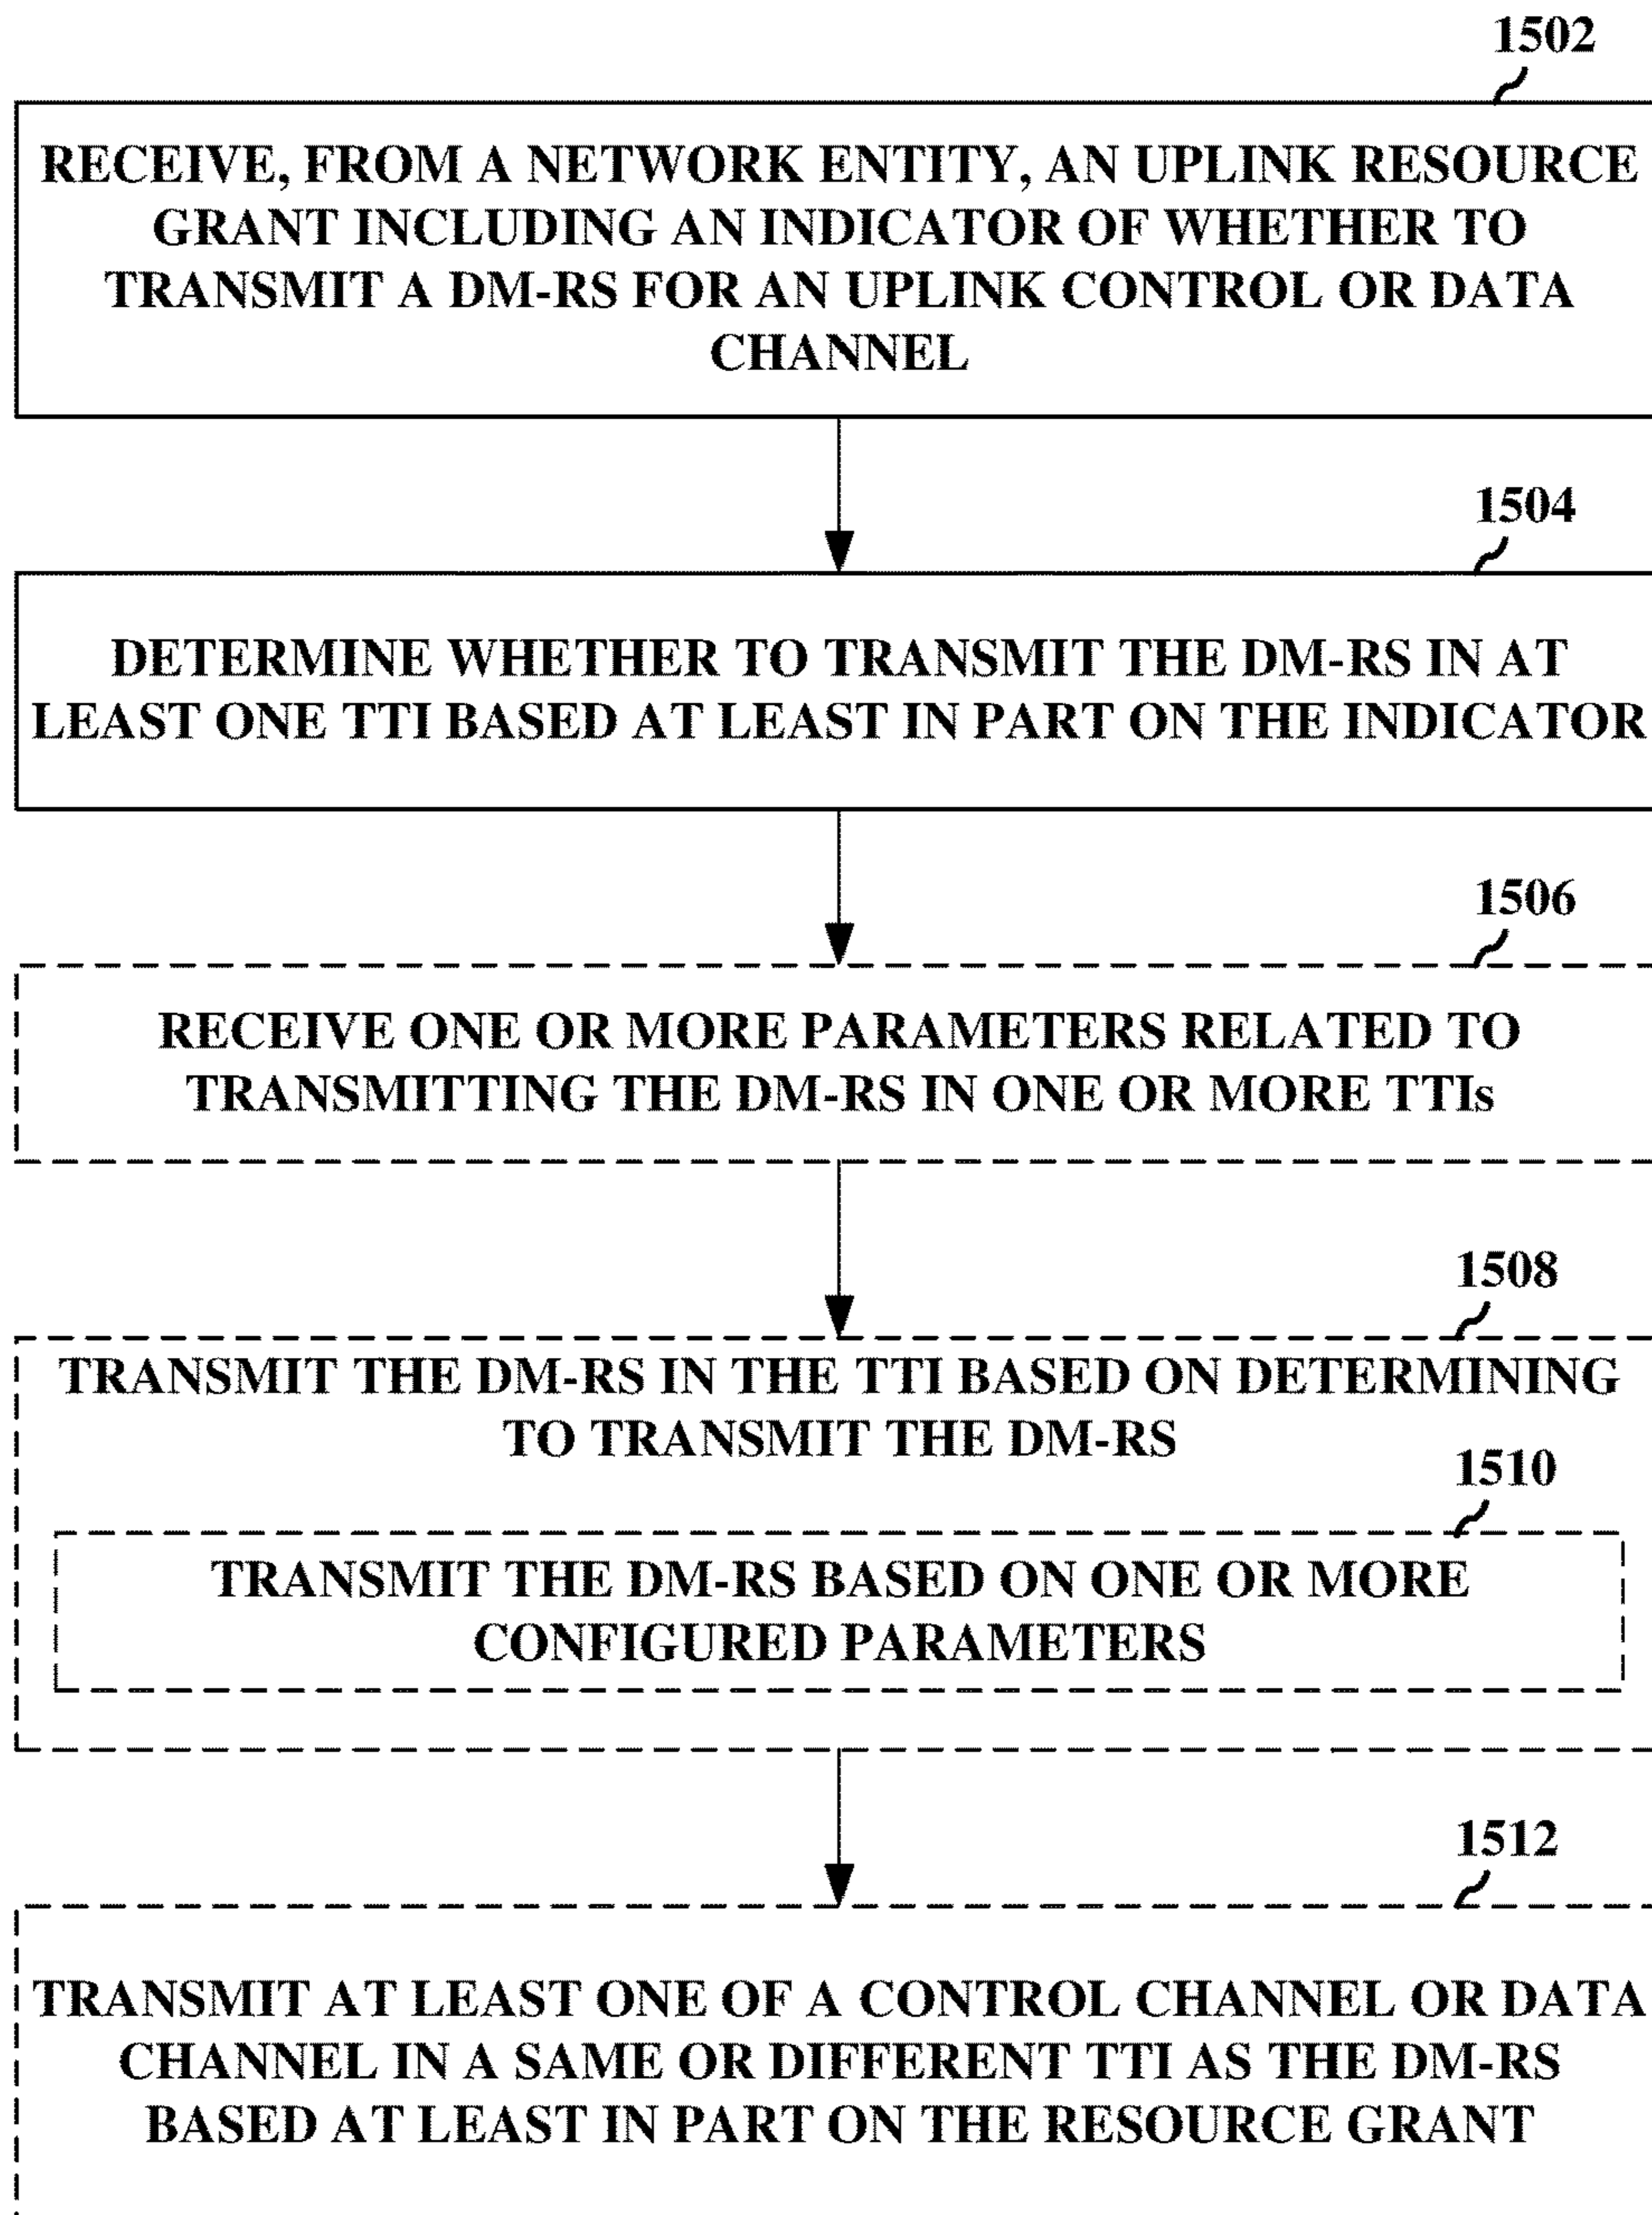 1502
RECEIVE, FROM A NETWORK ENTITY, AN UPLINK RESOURCE
GRANT INCLUDING AN INDICATOR OF WHETHER TO
TRANSMIT A DM-RS FOR AN UPLINK CONTROL OR DATA
CHANNEL
1504
DETERMINE WHETHER TO TRANSMIT THE DM-RS IN AT
LEAST ONE TTI BASED AT LEAST IN PART ON THE INDICATOR
1506
RECEIVE ONE OR MORE PARAMETERS RELATED TO
TRANSMITTING THE DM-RS IN ONE OR MORE TTIs
1508
TRANSMIT THE DM-RS IN THE TTI BASED ON DETERMINING
TO TRANSMIT THE DM-RS
1510
TRANSMIT THE DM-RS BASED ON ONE OR MORE
CONFIGURED PARAMETERS
1512
TRANSMIT AT LEAST ONE OF A CONTROL CHANNEL OR DATA
CHANNEL IN A SAME OR DIFFERENT TTI AS THE DM-RS
BASED AT LEAST IN PART ON THE RESOURCE GRANT